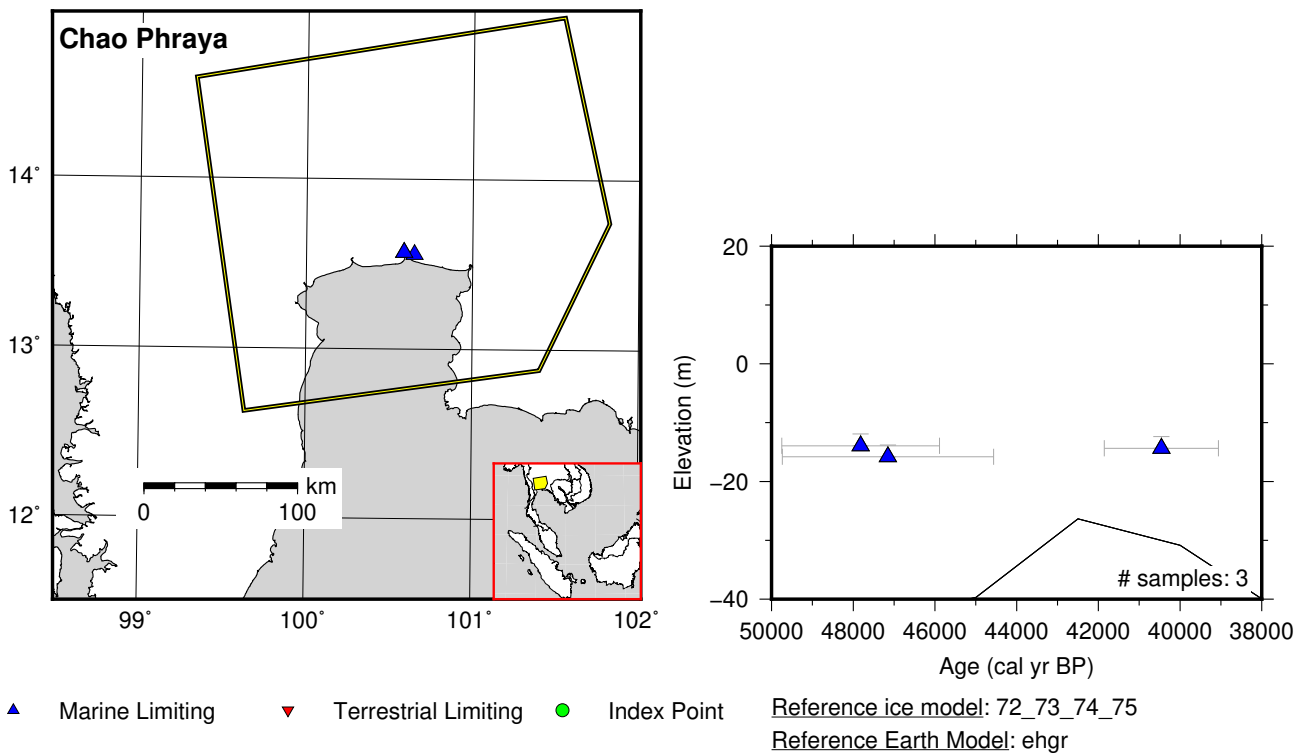 Chao Phraya
14˚
13˚
12˚
99˚
100˚
101˚
102˚
km
0
100
20
0
−20
−40
Elevation (m)
# samples: 3
50000 48000 46000 44000 42000 40000 38000
Age (cal yr BP)
Marine Limiting
Terrestrial Limiting
Index Point
Reference ice model: 72_73_74_75
Reference Earth Model: ehgr